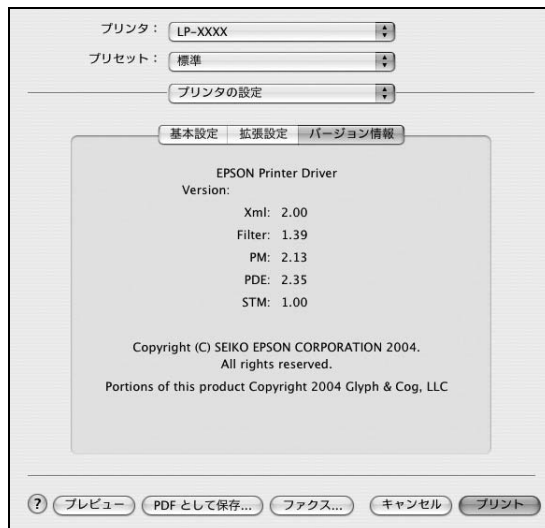 プリンタ： LP-XXXX
プリセット： 標準
プリンタの設定
基本設定 拡張設定 バージョン情報
EPSON Printer Driver
Version:
Xml: 2.00
Filter: 1.39
PM: 2.13
PDE: 2.35
STM: 1.00
Copyright (C) SEIKO EPSON CORPORATION 2004.
All rights reserved.
Portions of this product Copyright 2004 Glyph & Cog, LLC
? プレビュー PDF として保存... ファクス... キャンセル プリント